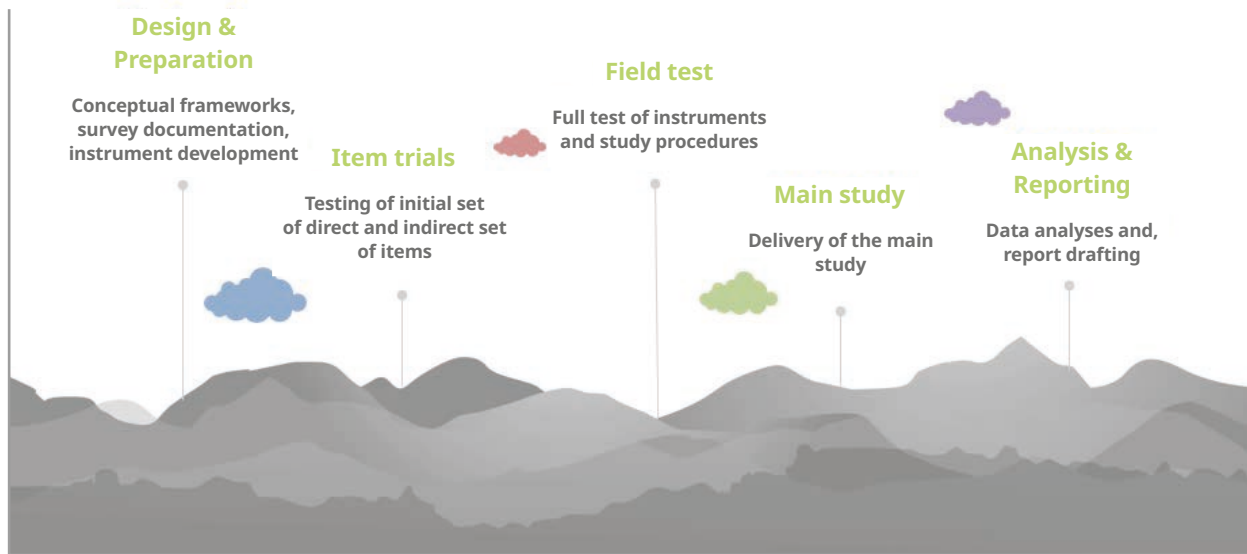 Design &
Preparation
Conceptual frameworks,
survey documentation,
instrument development
Item trials
Testing of initial set
of direct and indirect set
of items
Field test
Full test of instruments
and study procedures
Main study
Delivery of the main
study
Analysis &
Reporting
Data analyses and,
report drafting